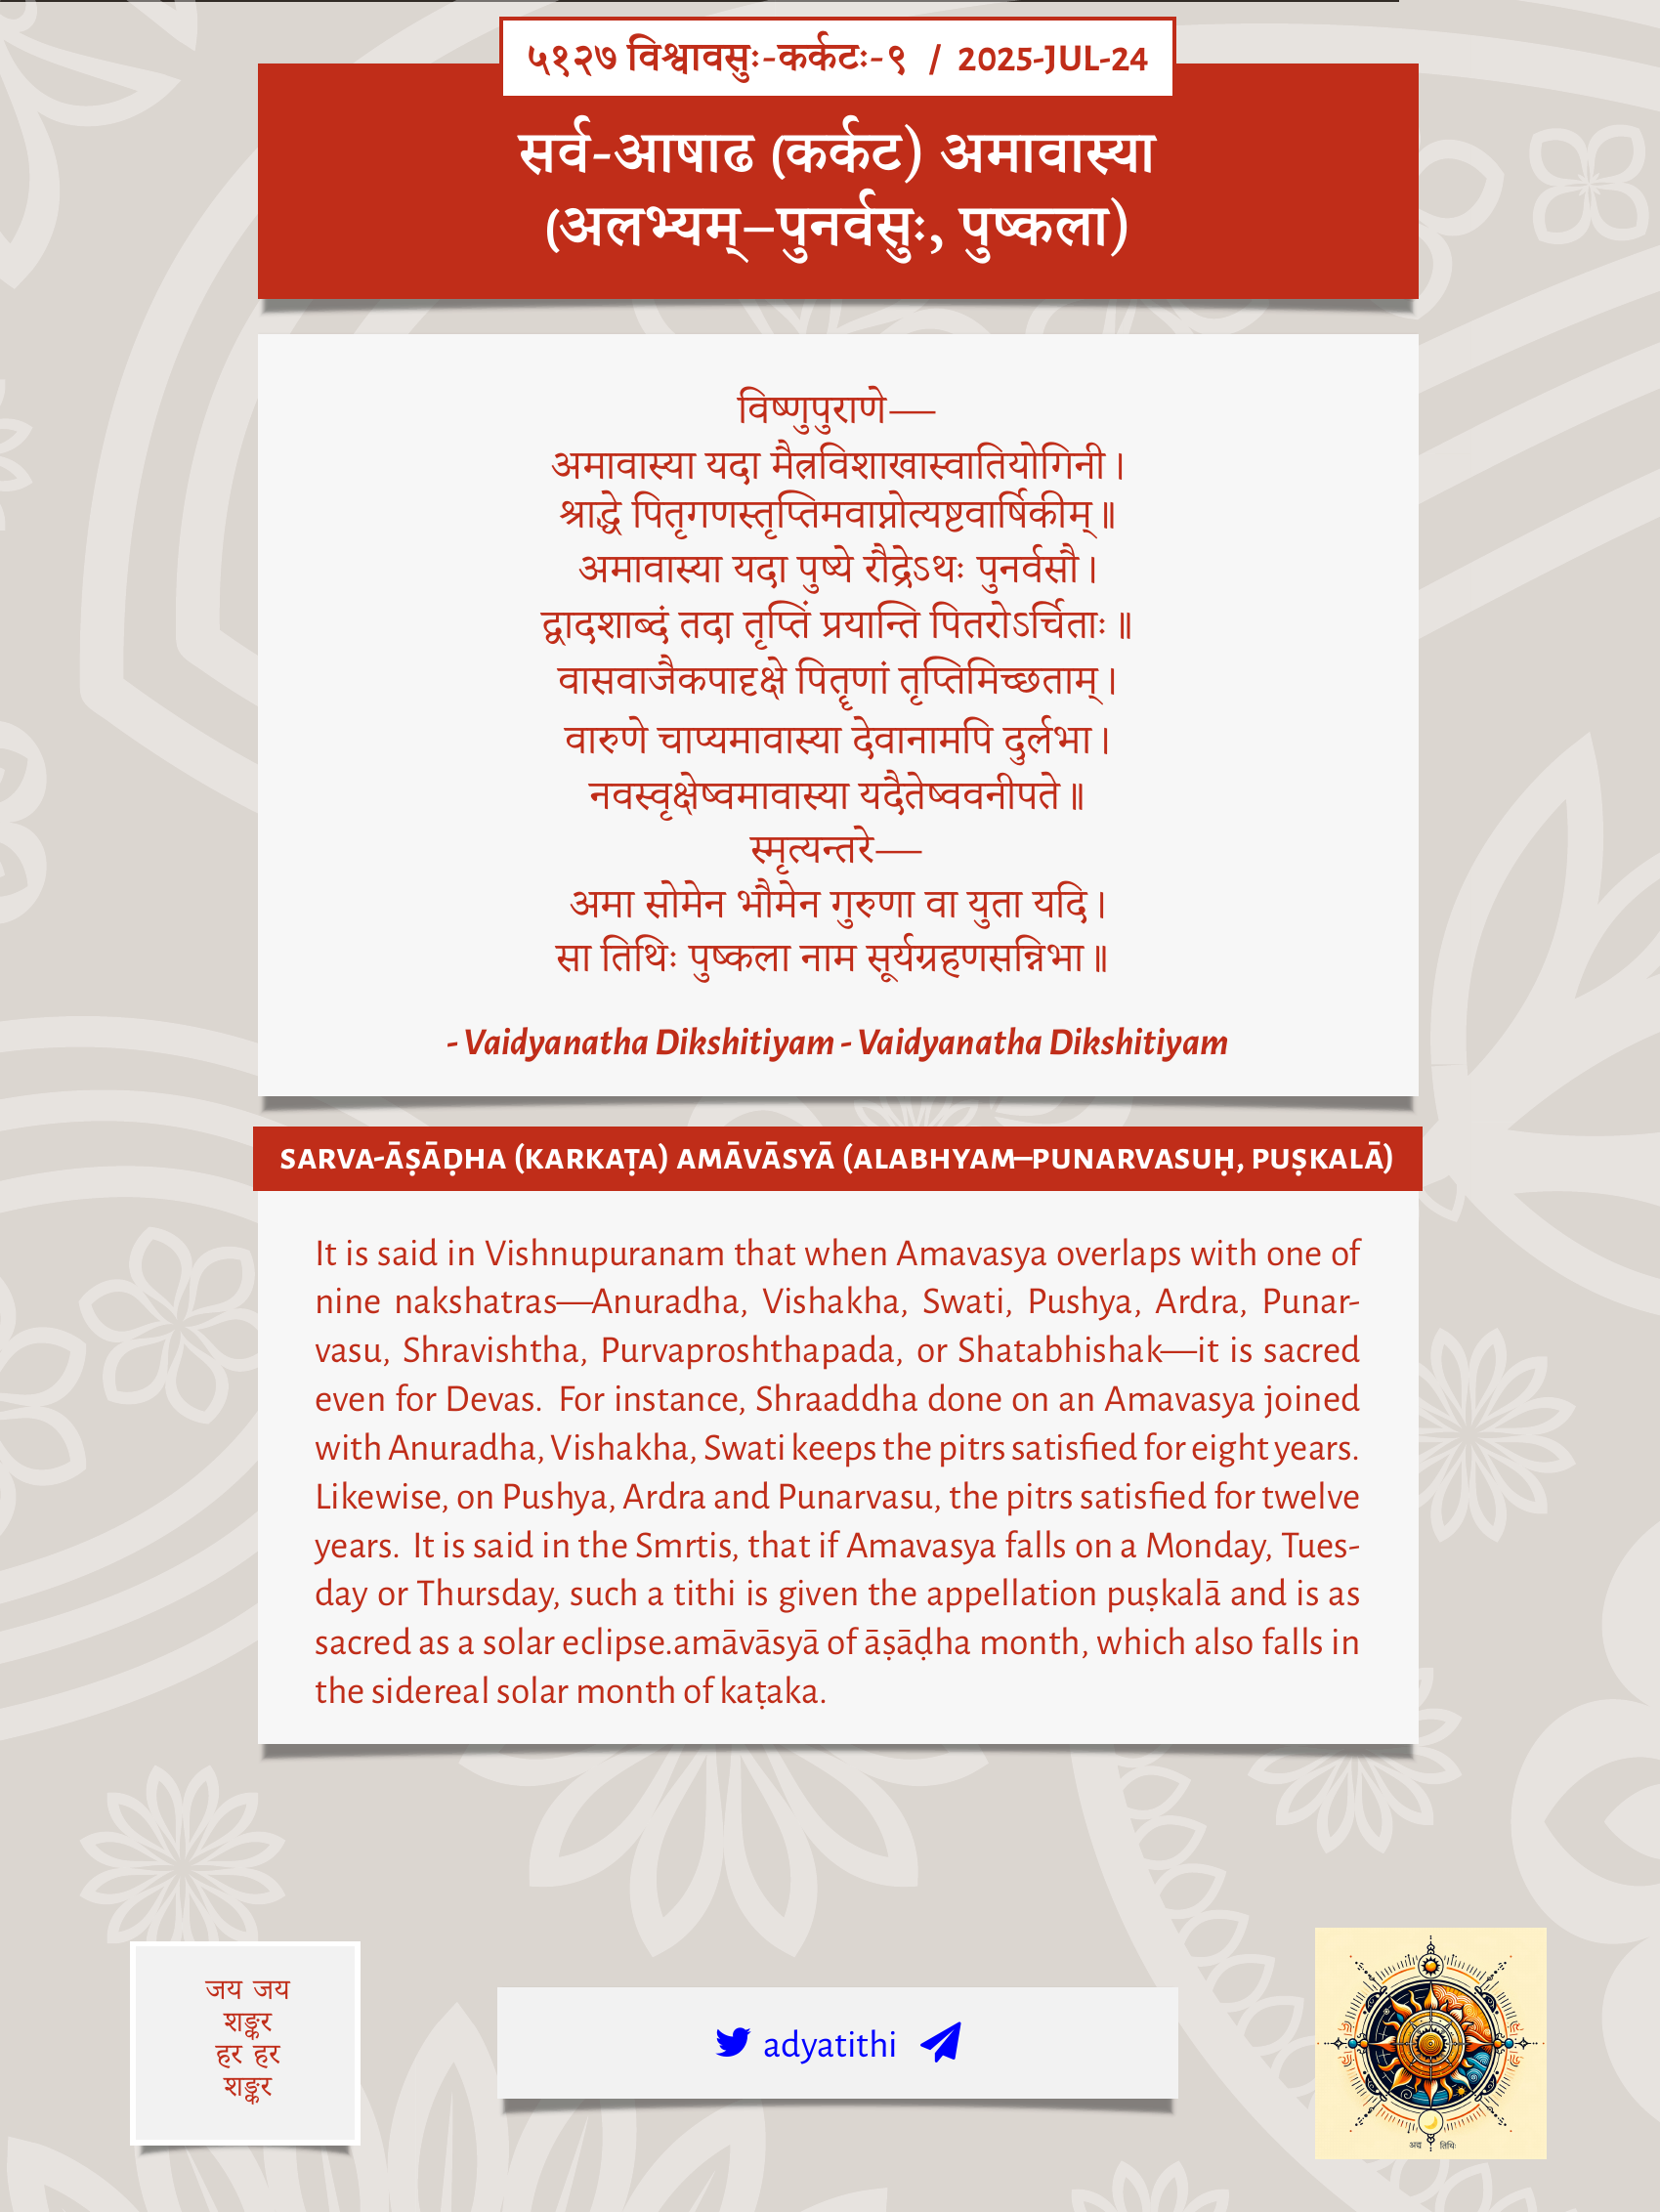 ५१२७ विश्वावसुः-कर्कटः-९ / 2025-JUL-24
सर्व-आषाढ (कर्कट) अमावास्या
(अलभ्यम्–पुनर्वसुः, पुष्कला)
विष्णुपुराणे—
अमावास्या यदा मैत्रविशाखास्वातियोगिनी।
श्राद्धे पितृगणस्तृप्तिमवाप्नोत्यष्टवार्षिकीम्॥
अमावास्या यदा पुष्ये रौद्रेऽथः पुनर्वसौ।
द्वादशाब्दं तदा तृप्तिं प्रयान्ति पितरोऽर्चिताः॥
वासवाजैकपादृक्षे पितॄणां तृप्तिमिच्छताम्।
वारुणे चाप्यमावास्या देवानामपि दुर्लभा।
नवस्वृक्षेष्वमावास्या यदैतेष्ववनीपते॥
स्मृत्यन्तरे—
अमा सोमेन भौमेन गुरुणा वा युता यदि।
सा तिथिः पुष्कला नाम सूर्यग्रहणसन्निभा॥
- Vaidyanatha Dikshitiyam - Vaidyanatha Dikshitiyam
SARVA-ĀṢĀḌHA (KARKAṬA) AMĀVĀSYĀ (ALABHYAM–PUNARVASUḤ, PUṢKALĀ)
It is said in Vishnupuranam that when Amavasya overlaps with one of
nine nakshatras—Anuradha, Vishakha, Swati, Pushya, Ardra, Punar-
vasu, Shravishtha, Purvaproshthapada, or Shatabhishak—it is sacred
even for Devas. For instance, Shraaddha done on an Amavasya joined
with Anuradha, Vishakha, Swati keeps the pitrs satisfied for eight years.
Likewise, on Pushya, Ardra and Punarvasu, the pitrs satisfied for twelve
years. It is said in the Smrtis, that if Amavasya falls on a Monday, Tues-
day or Thursday, such a tithi is given the appellation puṣkalā and is as
sacred as a solar eclipse.amāvāsyā of āṣāḍha month, which also falls in
the sidereal solar month of kaṭaka.
जय जय
शङ्कर
हर हर
शङ्कर
adyatithi
अद्य तिथिः